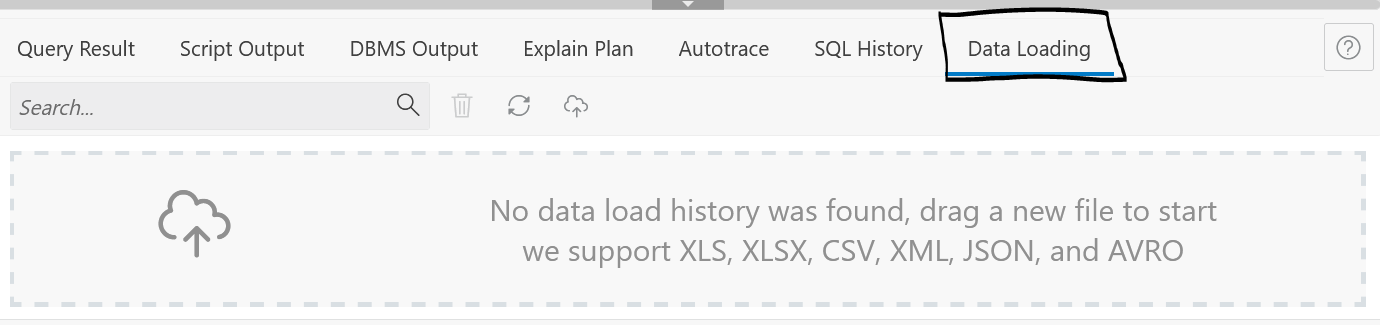 Query Result Script Output DBMS Output Explain Plan Autotrace SQL History Data Loading
Search...
No data load history was found, drag a new file to start
we support XLS, XLSX, CSV, XML, JSON, and AVRO